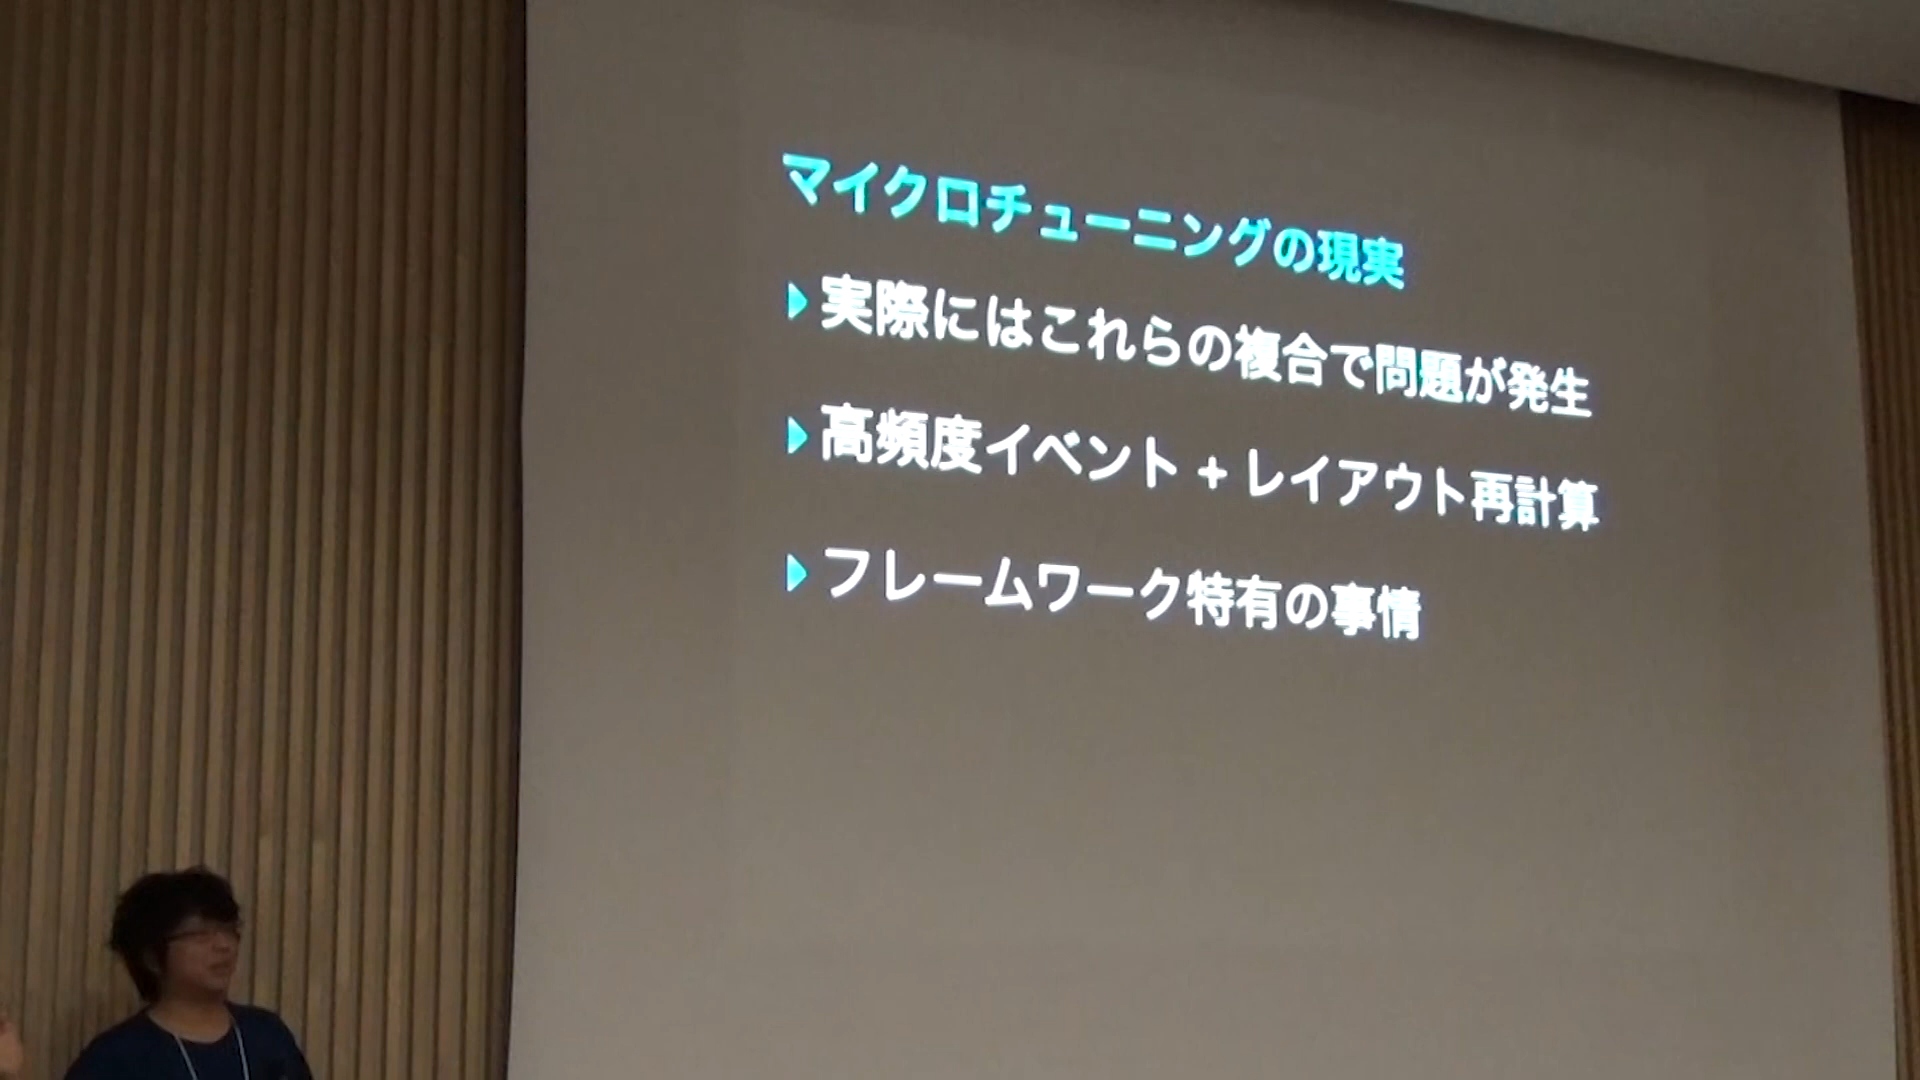 マイクロチューニングの現実
実際にはこれらの複合で問題が発生
高頻度イベント + レイアウト再計算
フレームワーク特有の事情